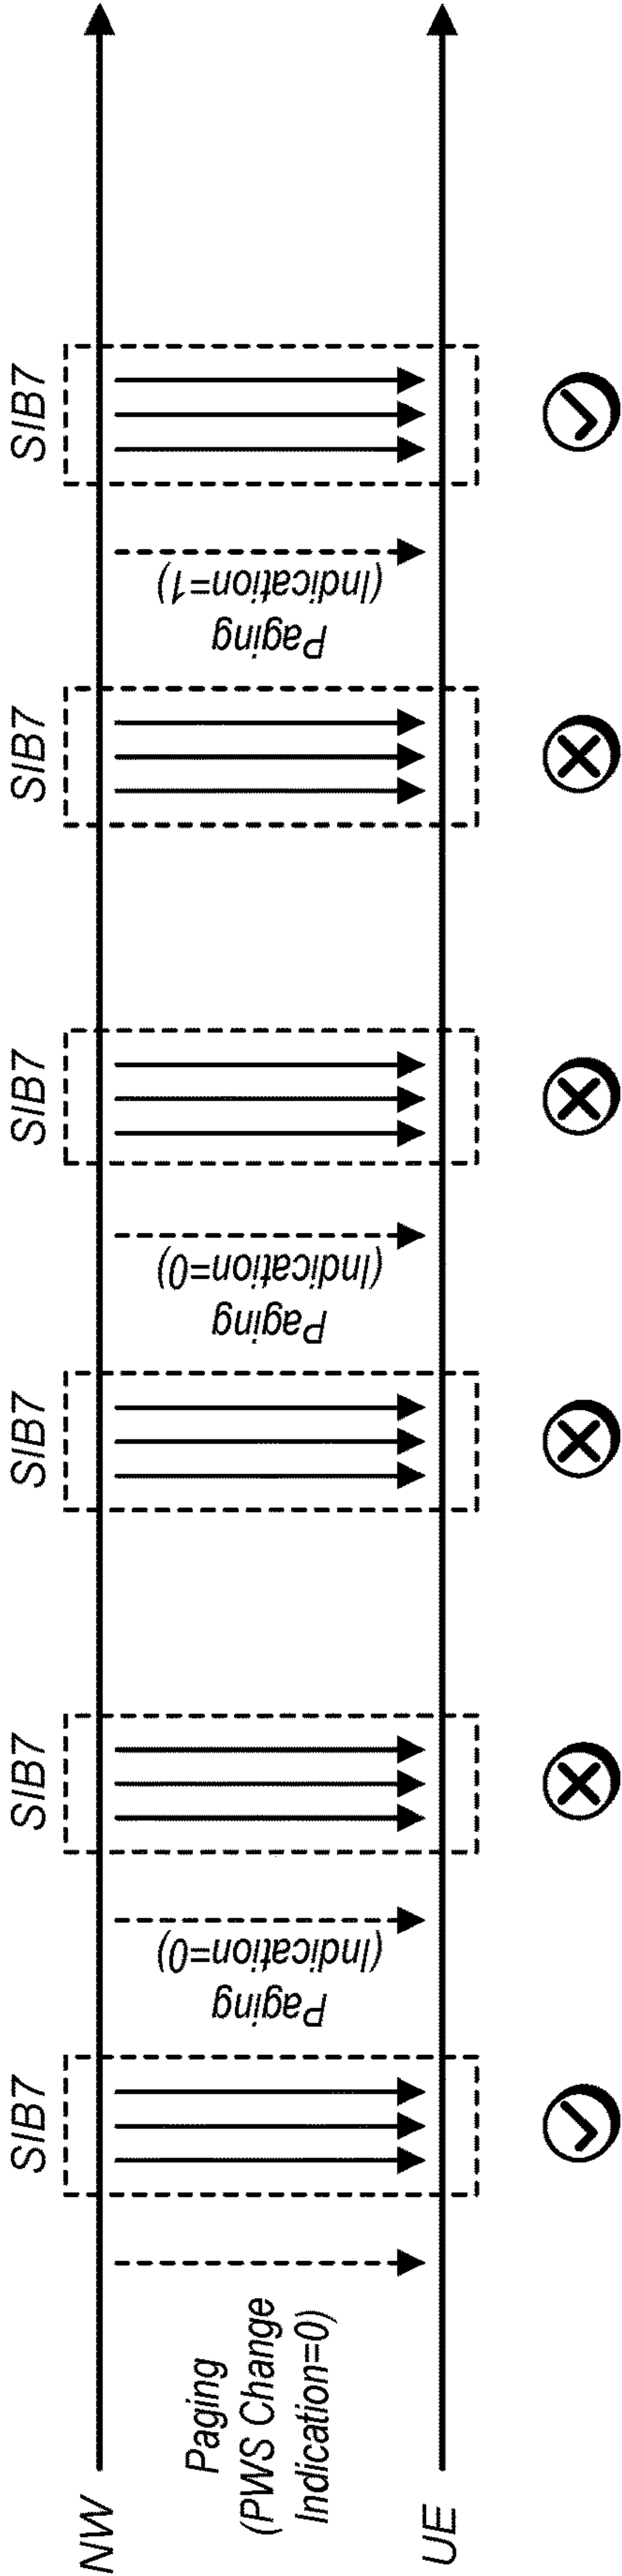 SIB7
SIB7
SIB7
SIB7
SIB7
SIB7
NW
Paging
(PWS Change
Indication=0)
Paging
(Indication=0)
Paging
(Indication=0)
Paging
(Indication=1)
UE